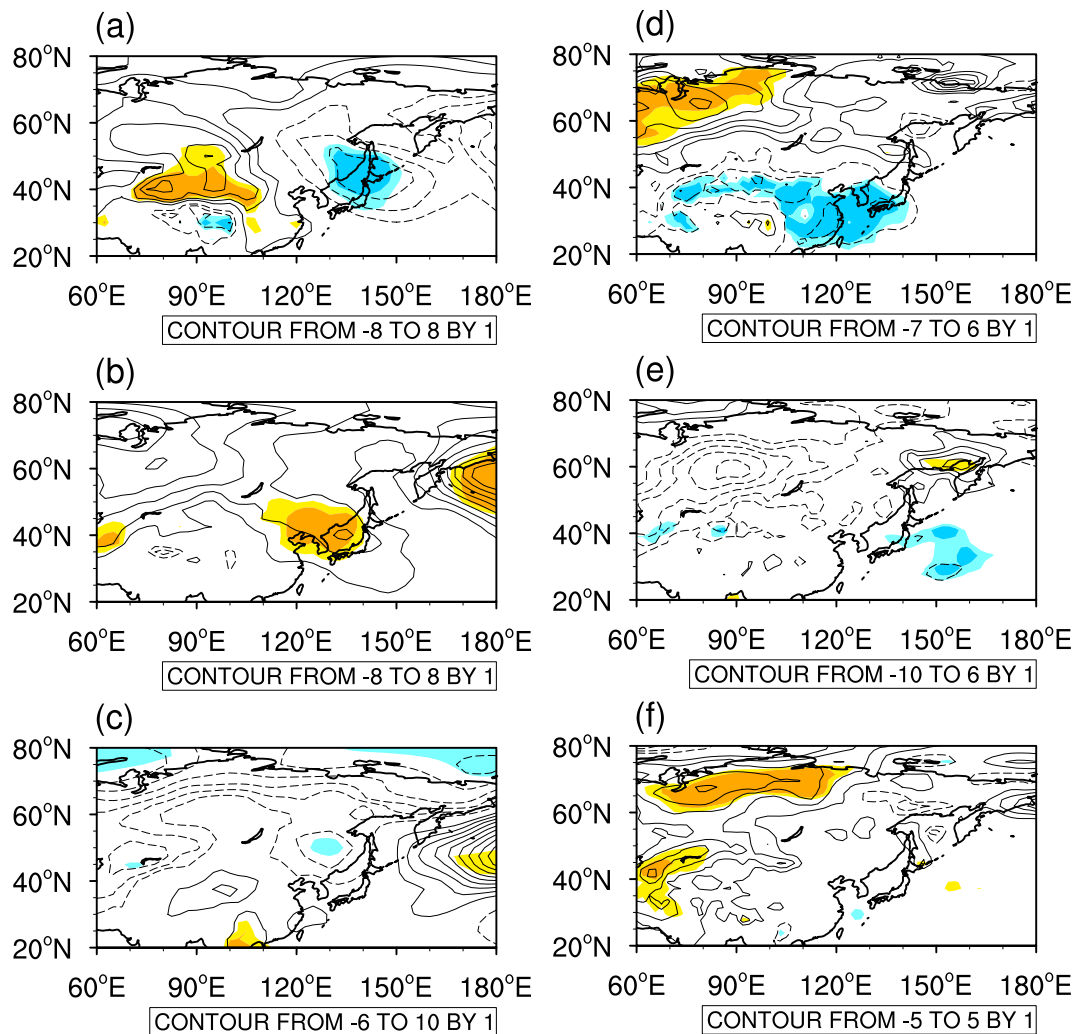 (a)
80°N
60°N
40°N
20°N
60°E 90°E 120°E 150°E 180°E
CONTOUR FROM -8 TO 8 BY 1
(b)
80°N
60°N
40°N
20°N
60°E 90°E 120°E 150°E 180°E
CONTOUR FROM -8 TO 8 BY 1
(c)
80°N
60°N
40°N
20°N
60°E 90°E 120°E 150°E 180°E
CONTOUR FROM -6 TO 10 BY 1
(d)
80°N
60°N
40°N
20°N
60°E 90°E 120°E 150°E 180°E
CONTOUR FROM -7 TO 6 BY 1
(e)
80°N
60°N
40°N
20°N
60°E 90°E 120°E 150°E 180°E
CONTOUR FROM -10 TO 6 BY 1
(f)
80°N
60°N
40°N
20°N
60°E 90°E 120°E 150°E 180°E
CONTOUR FROM -5 TO 5 BY 1